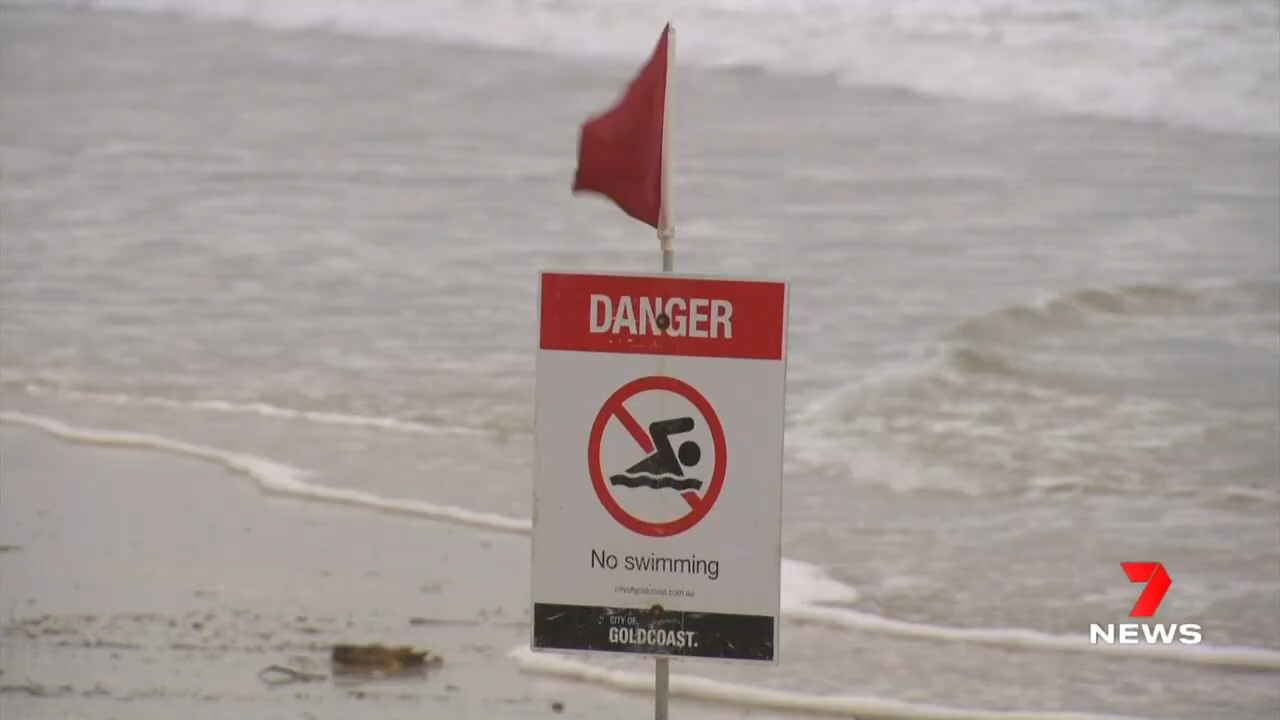 DANGER
No swimming
cityofgoldcoast.com.au
CITY OF
GOLDCOAST.
7
NEWS